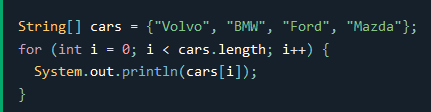 String[] cars = {"Volvo", "BMW", "Ford", "Mazda"};
for (int i = 0; i < cars.length; i++) {
  System.out.println(cars[i]);
}